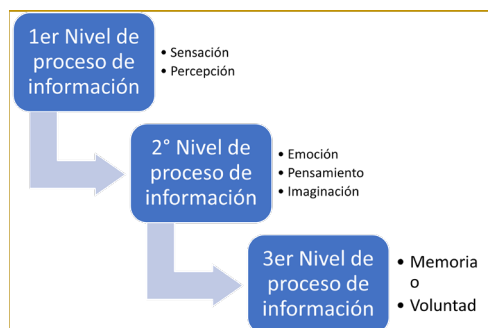 1er Nivel de
proceso de
información
• Sensación
• Percepción
2° Nivel de
proceso de
información
• Emoción
• Pensamiento
• Imaginación
3er Nivel de
proceso de
información
• Memoria
o
• Voluntad